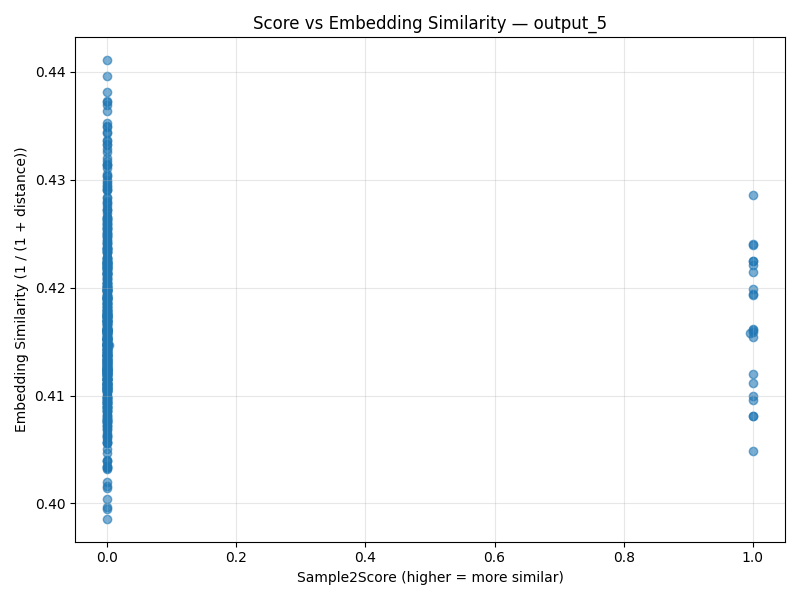 Score vs Embedding Similarity — output_5
Embedding Similarity (1 / (1 + distance))
0.44
0.43
0.42
0.41
0.40
0.0 0.2 0.4 0.6 0.8 1.0
Sample2Score (higher = more similar)